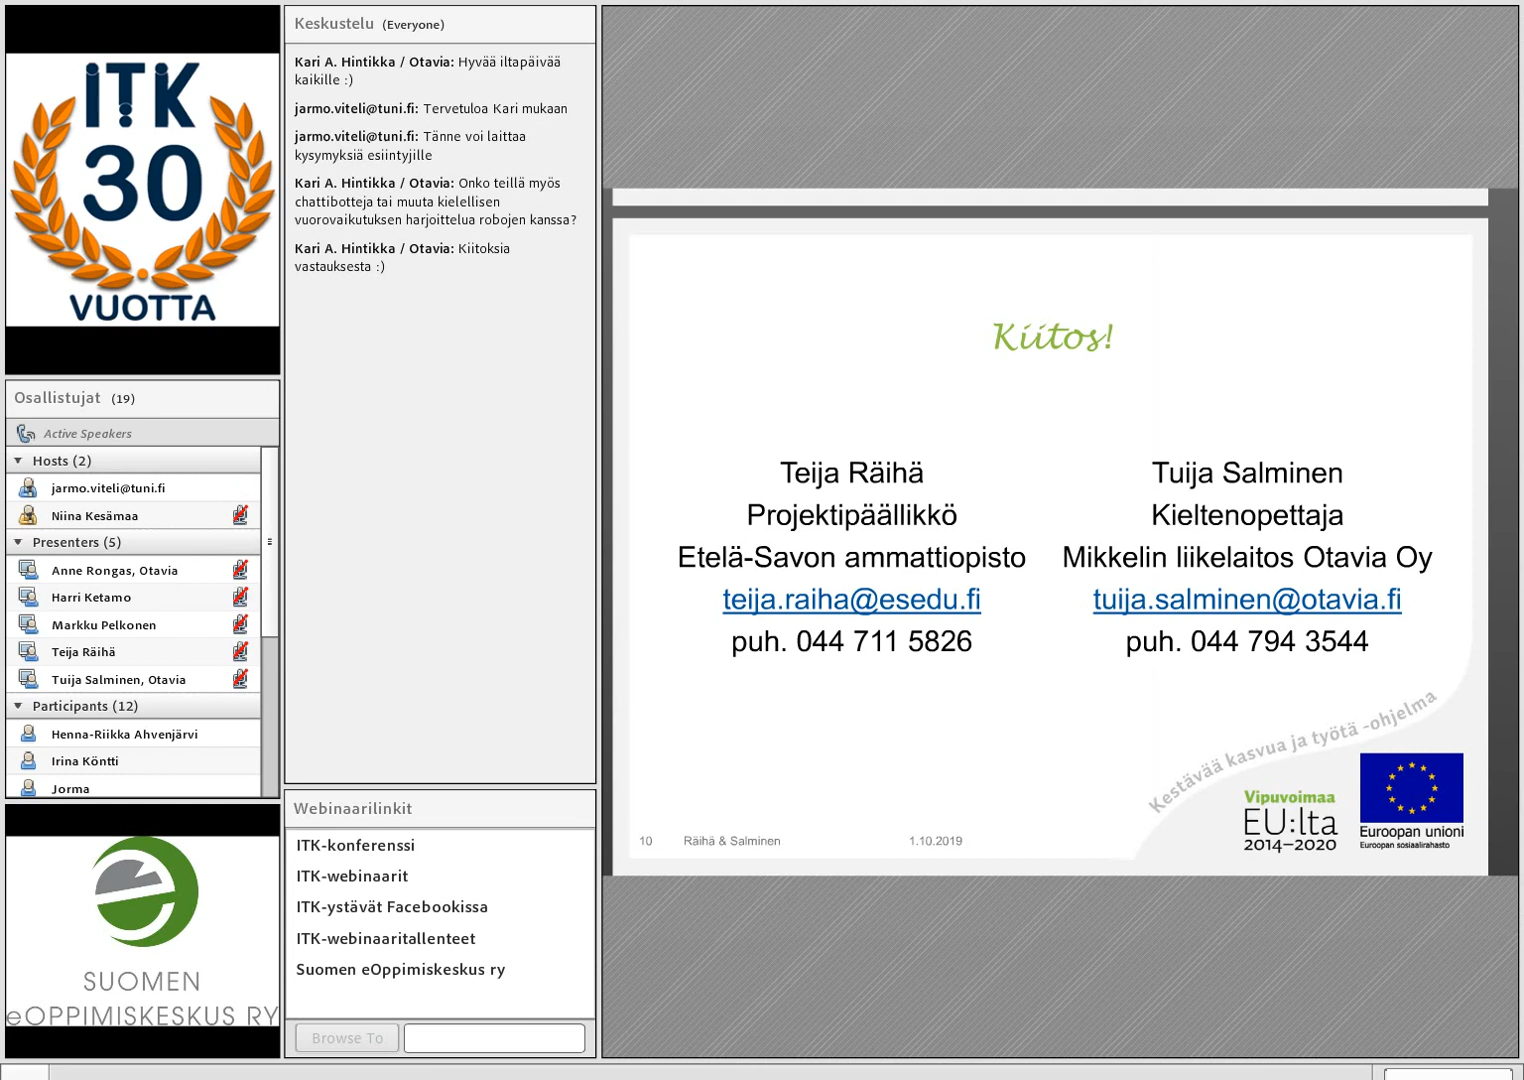 ITK
30
VUOTTA
Osallistujat (19)
Active Speakers
Hosts (2)
jarmo.viteli@tuni.fi
Niina Kesämaa
Presenters (5)
Anne Rongas, Otavia
Harri Ketamo
Markku Pelkonen
Teija Räihä
Tuija Salminen, Otavia
Participants (12)
Henna-Riikka Ahvenjärvi
Irina Köntti
Jorma
SUOMEN
eOPPIMISKESKUS RY
Keskustelu (Everyone)
Kari A. Hintikka / Otavia: Hyvää iltapäivää
kaikille :)
jarmo.viteli@tuni.fi: Tervetuloa Kari mukaan
jarmo.viteli@tuni.fi: Tänne voi laittaa
kysymyksiä esiintyjille
Kari A. Hintikka / Otavia: Onko teillä myös
chattibotteja tai muuta kielellisen
vuorovaikutuksen harjoittelua robojen kanssa?
Kari A. Hintikka / Otavia: Kiitoksia
vastauksesta :)
Webinaarilinkit
ITK-konferenssi
ITK-webinaarit
ITK-ystävät Facebookissa
ITK-webinaaritallenteet
Suomen eOppimiskeskus ry
Browse To
Kiitos!
Teija Räihä
Projektipäällikkö
Etelä-Savon ammattiopisto
teija.raiha@esedu.fi
puh. 044 711 5826
Tuija Salminen
Kieltenopettaja
Mikkelin liikelaitos Otavia Oy
tuija.salminen@otavia.fi
puh. 044 794 3544
Kestävää kasvua ja työtä -ohjelma
Vipuvoimaa
EU:lta
2014–2020
Euroopan unioni
Euroopan sosiaalirahasto
10 Räihä & Salminen 1.10.2019